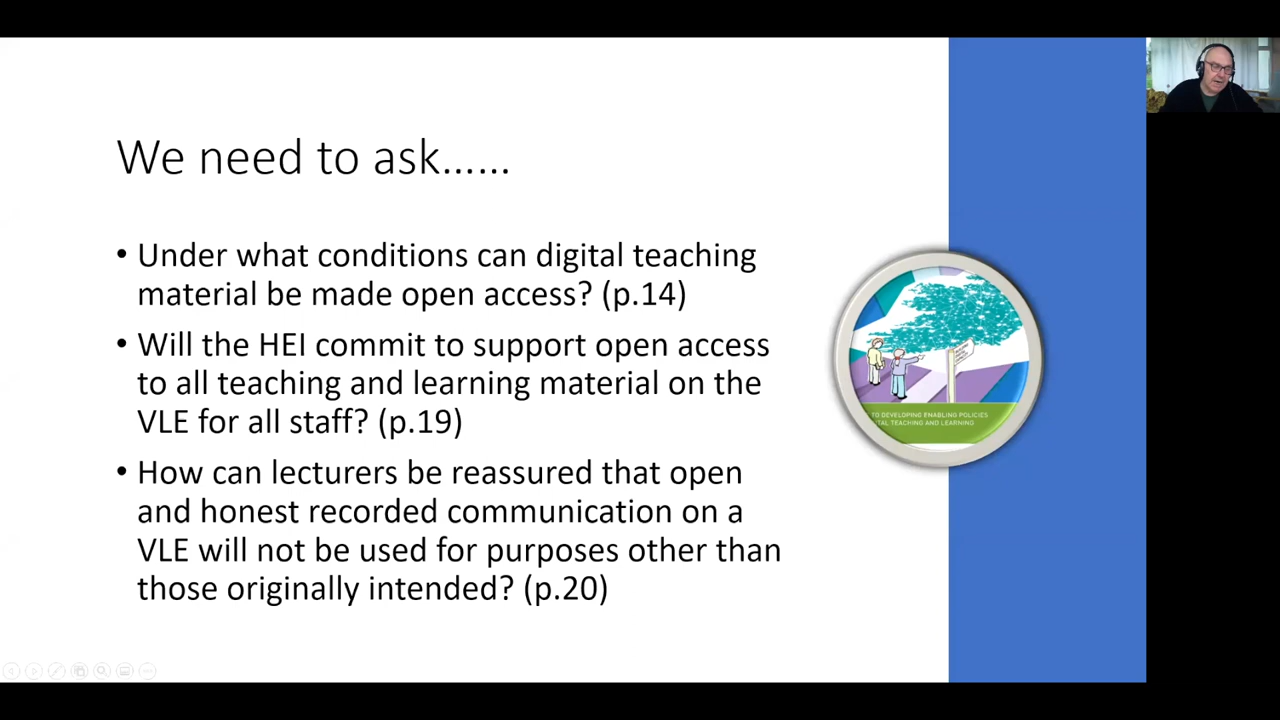 We need to ask......
• Under what conditions can digital teaching
material be made open access? (p.14)
• Will the HEI commit to support open access
to all teaching and learning material on the
VLE for all staff? (p.19)
• How can lecturers be reassured that open
and honest recorded communication on a
VLE will not be used for purposes other than
those originally intended? (p.20)
TO DEVELOPING ENABLING POLICIES
TAL TEACHING AND LEARNING